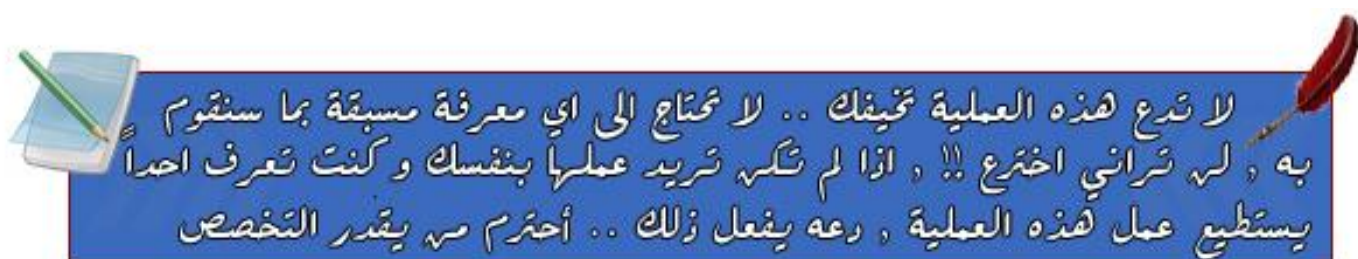 لا تدع هذه العملية تخيفك .. لا تحتاج الى اي معرفة مسبقة بما سنقوم
به , لن تراني اخترع !! , اذا لم تكن تريد عملها بنفسك و كنت تعرف احداً
يستطيع عمل هذه العملية , دعه يفعل ذلك .. أحترم من يقدر التخصص